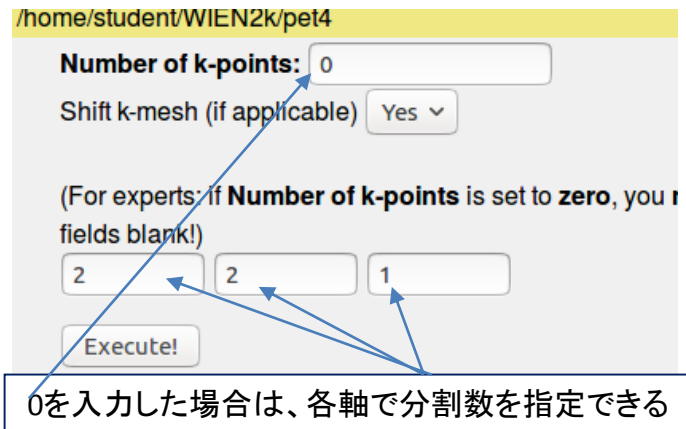 /home/student/WIEN2k/pet4
Number of k-points: 0
Shift k-mesh (if applicable) Yes
(For experts: if Number of k-points is set to zero, you
fields blank!)
2 2 1
Execute!
0を入力した場合は、各軸で分割数を指定できる